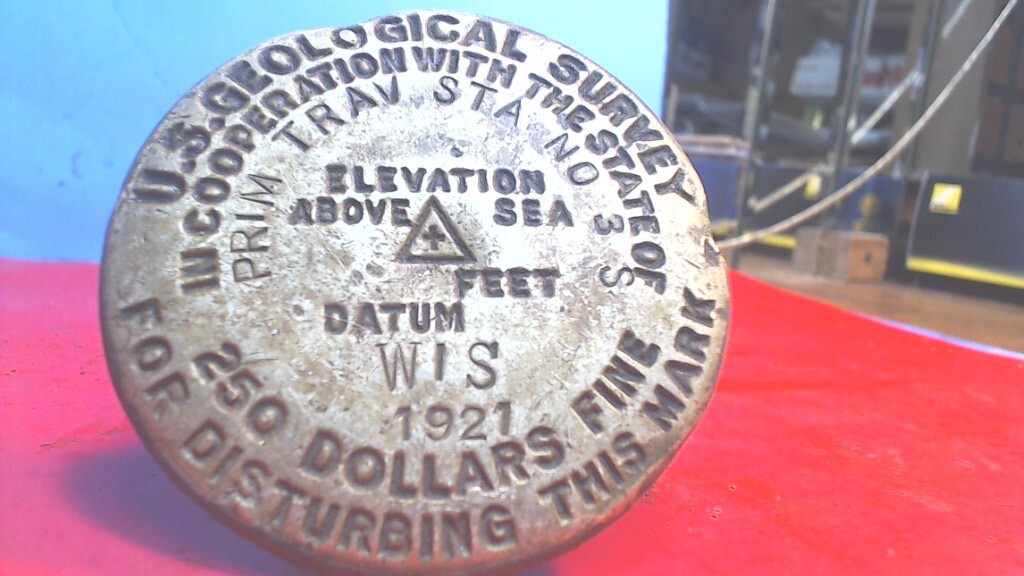 U.S. GEOLOGICAL SURVEY
IN COOPERATION WITH THE STATE OF
PRIM TRAV STA NO 3 S
ELEVATION
ABOVE SEA
FEET
DATUM
WIS
1921
250 DOLLARS FINE
FOR DISTURBING THIS MARK